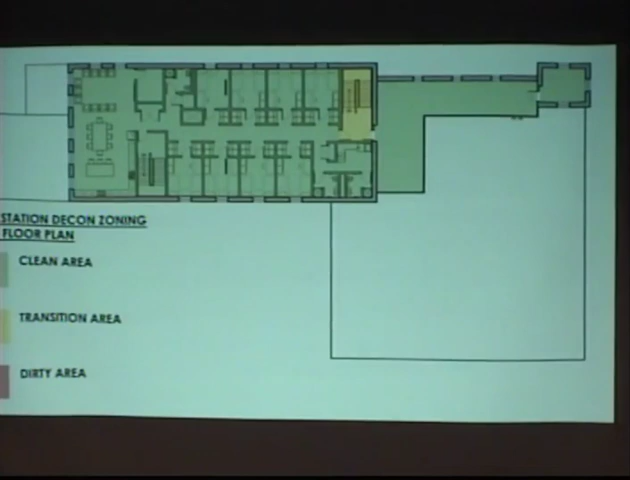 STATION DECON ZONING
FLOOR PLAN
CLEAN AREA
TRANSITION AREA
DIRTY AREA